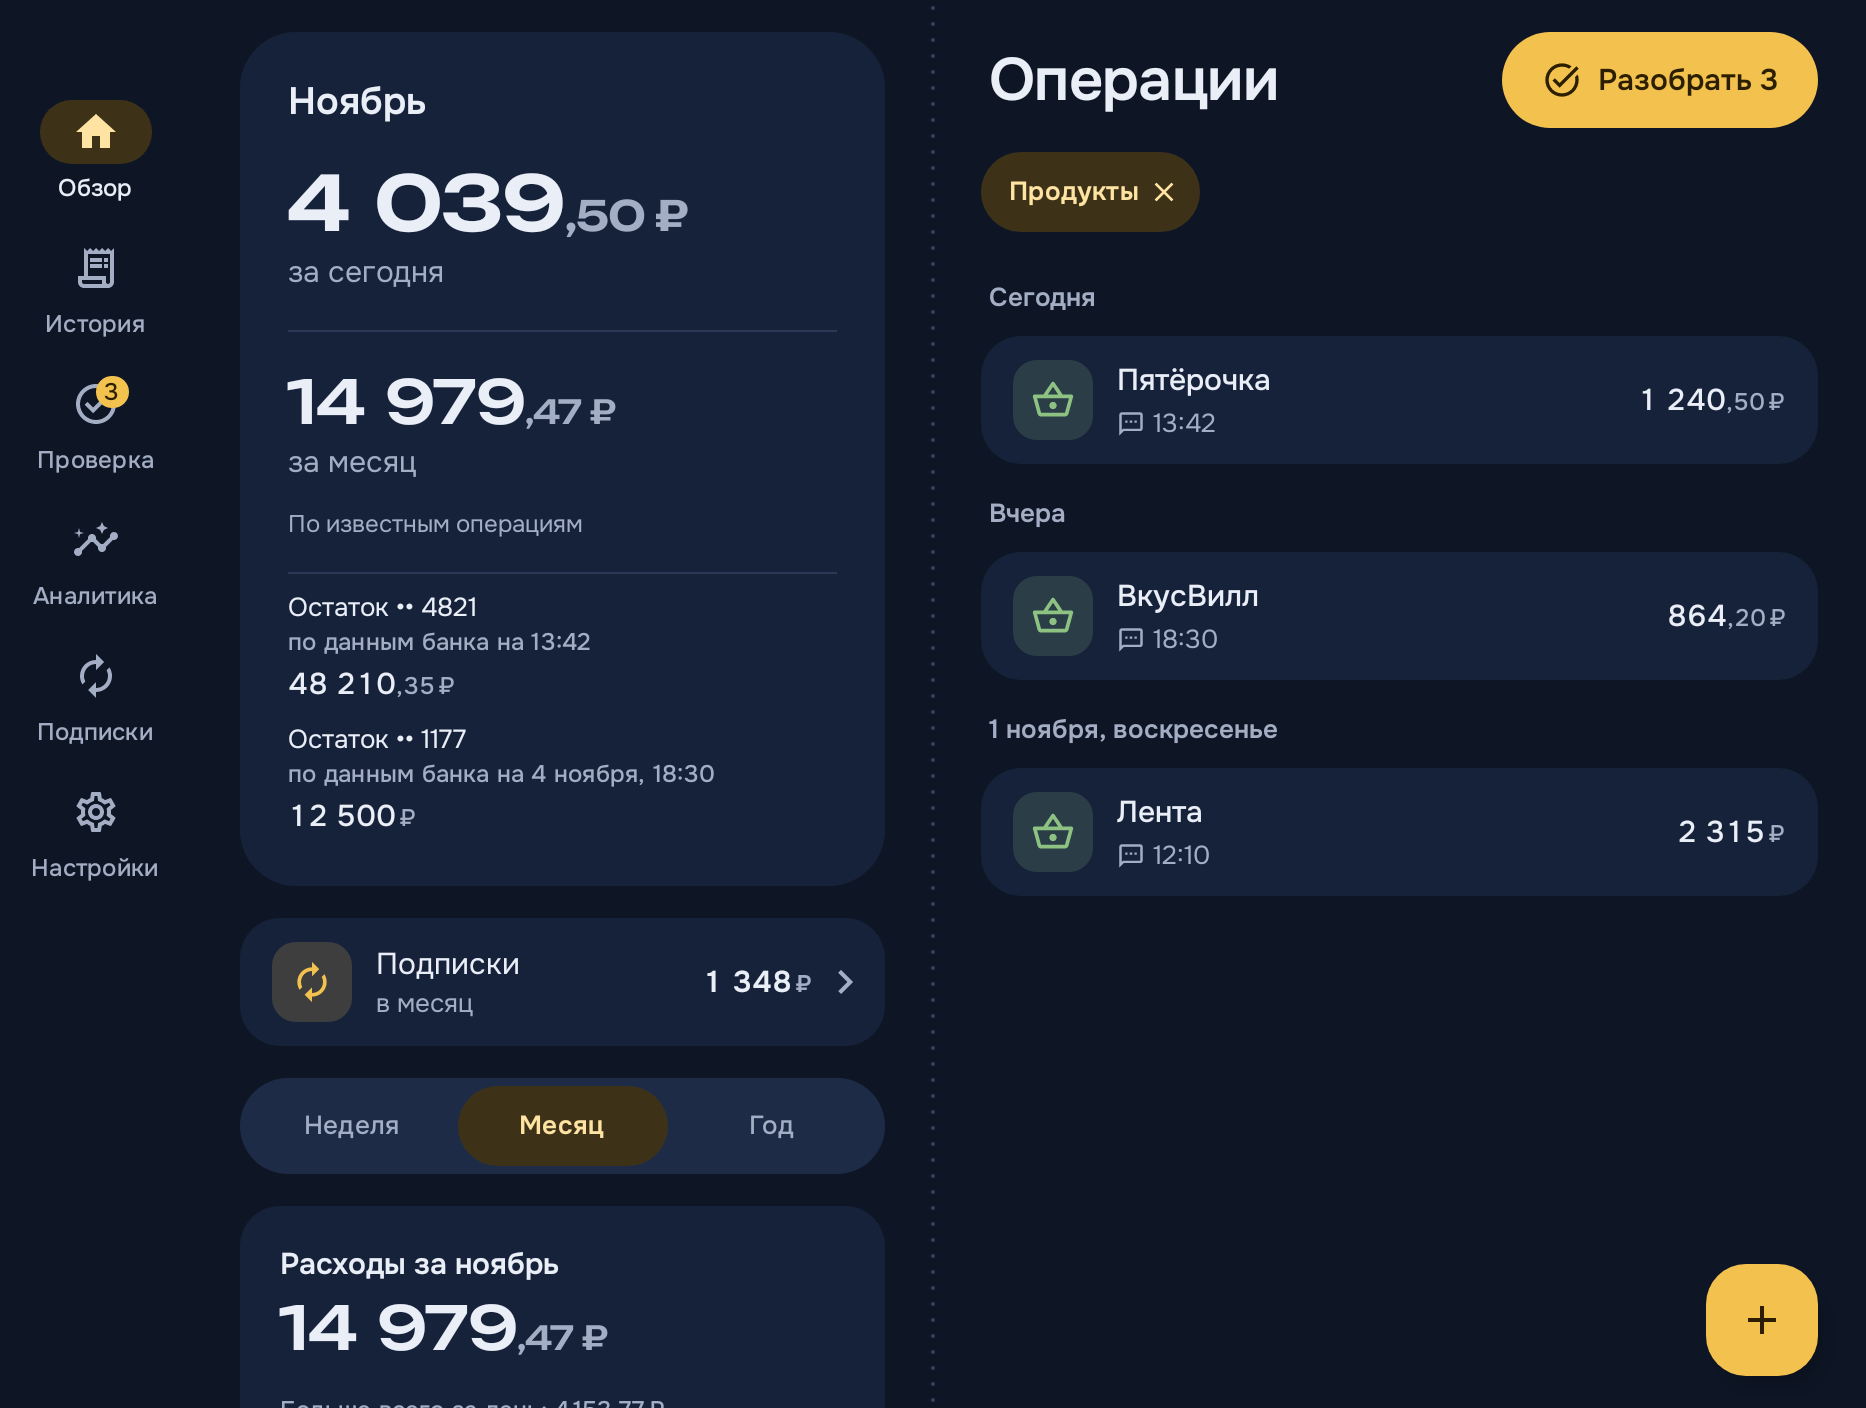 Обзор
История
3
Проверка
Аналитика
Подписки
Настройки
Ноябрь
4 039,50 ₽
за сегодня
14 979,47 ₽
за месяц
По известным операциям
Остаток •• 4821
по данным банка на 13:42
48 210,35 ₽
Остаток •• 1177
по данным банка на 4 ноября, 18:30
12 500 ₽
Подписки
в месяц
1 348 ₽
Неделя
Месяц
Год
Расходы за ноябрь
14 979,47 ₽
Операции
Разобрать 3
Продукты
Сегодня
Пятёрочка
13:42
1 240,50 ₽
Вчера
ВкусВилл
18:30
864,20 ₽
1 ноября, воскресенье
Лента
12:10
2 315 ₽